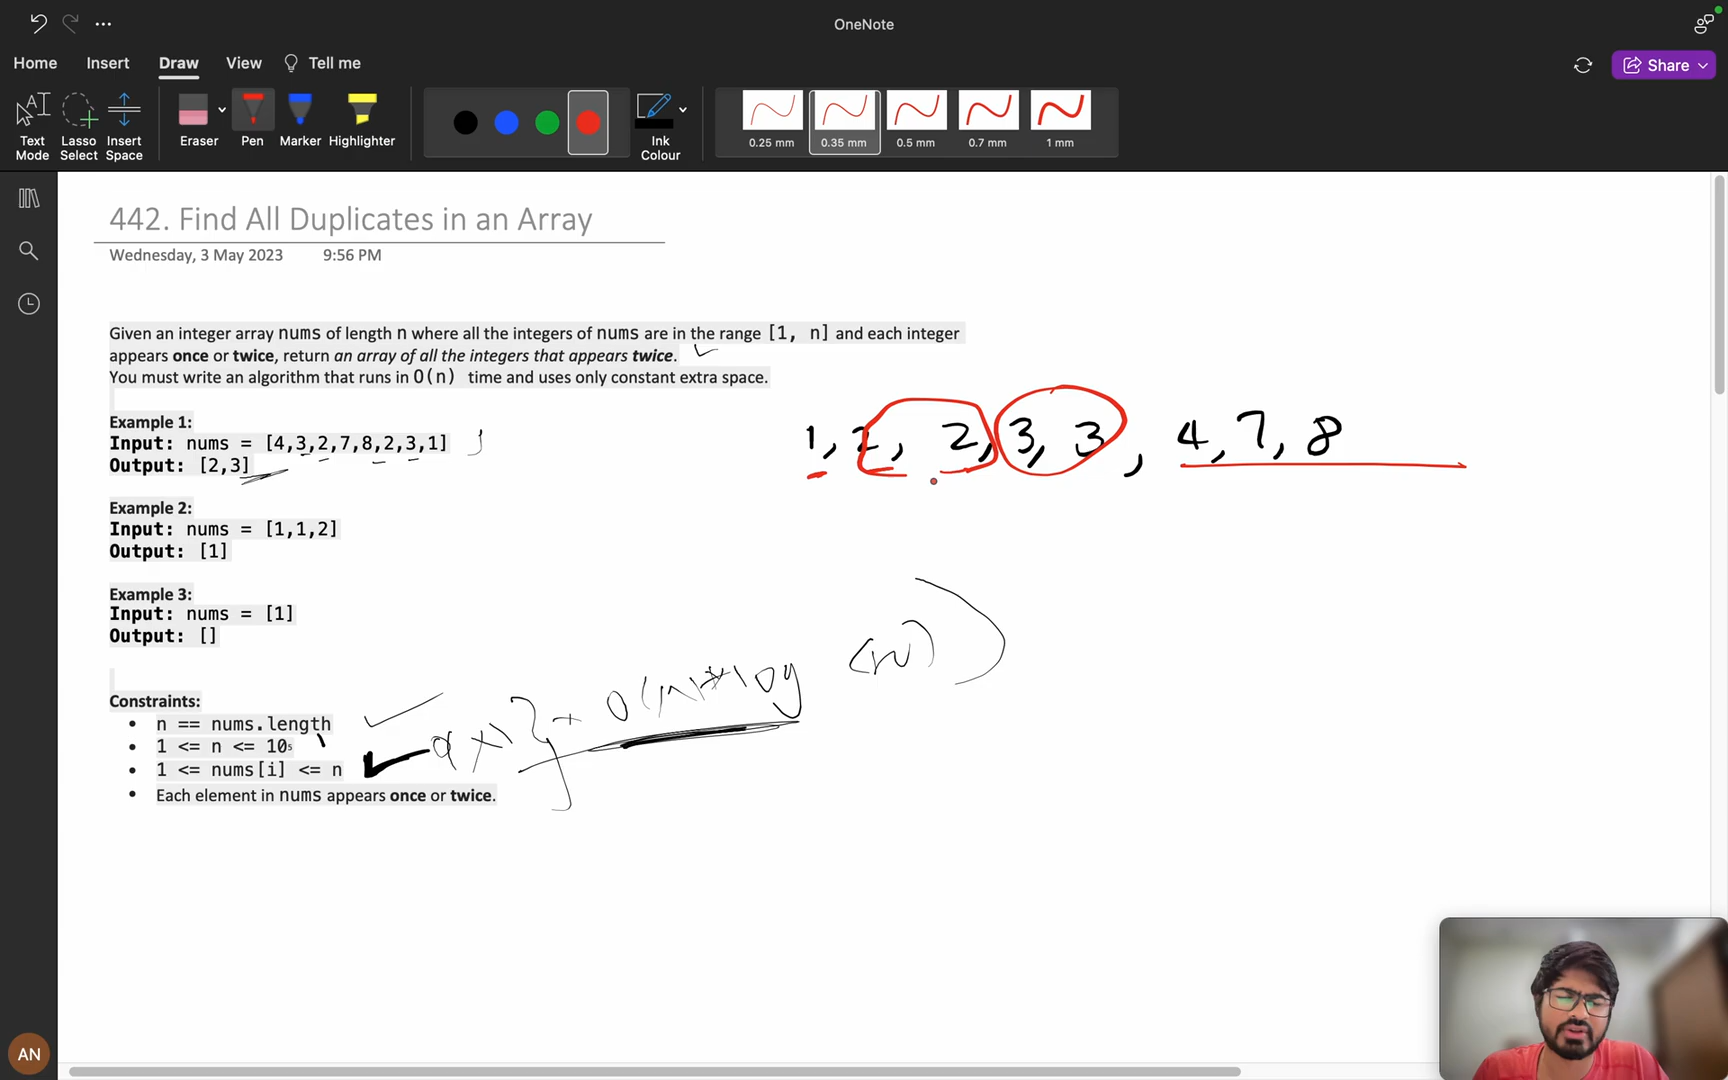 OneNote
Home Insert Draw View Tell me
Share
Text Mode
Lasso Select
Insert Space
Eraser
Pen
Marker
Highlighter
Ink Colour
0.25 mm
0.35 mm
0.5 mm
0.7 mm
1 mm
442. Find All Duplicates in an Array
Wednesday, 3 May 2023 9:56 PM
Given an integer array nums of length n where all the integers of nums are in the range [1, n] and each integer
appears once or twice, return an array of all the integers that appears twice.
You must write an algorithm that runs in O(n) time and uses only constant extra space.
Example 1:
Input: nums = [4,3,2,7,8,2,3,1]
Output: [2,3]
1, 2, 2, 3, 3, 4, 7, 8
Example 2:
Input: nums = [1,1,2]
Output: [1]
Example 3:
Input: nums = [1]
Output: []
O(n)*log (n))
Constraints:
n == nums.length
1 <= n <= 10⁵
1 <= nums[i] <= n
Each element in nums appears once or twice.
AN